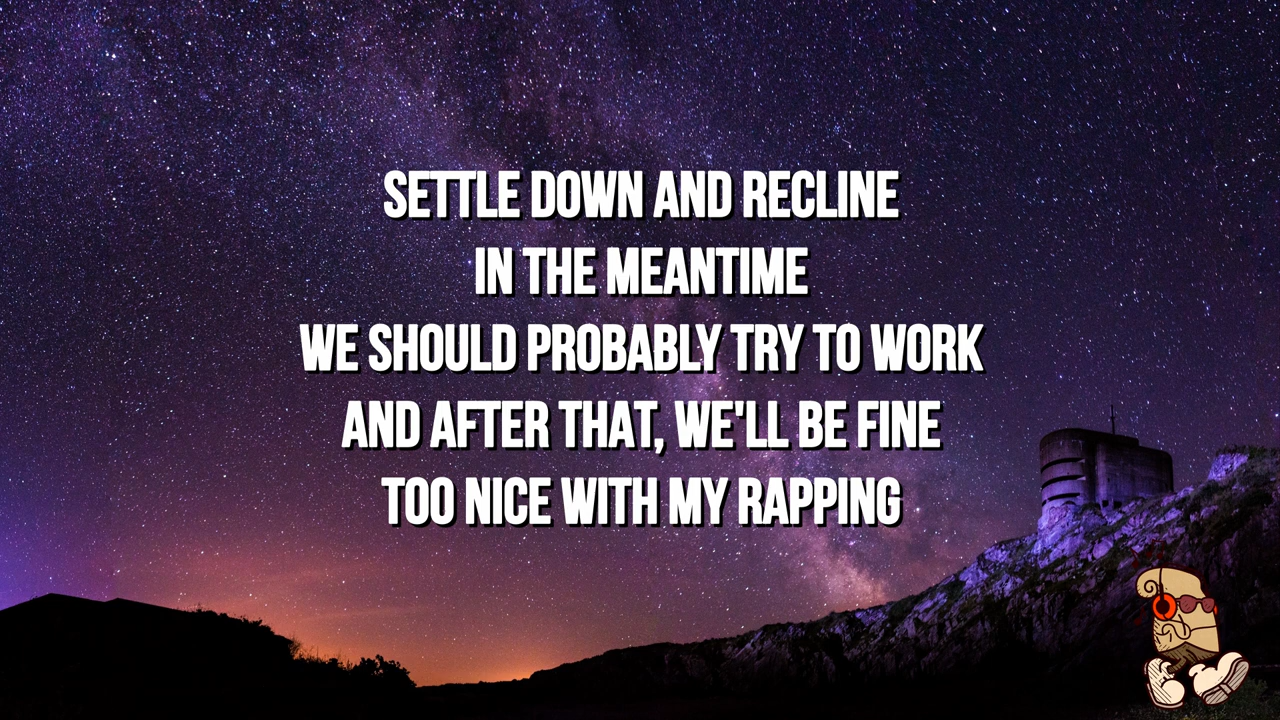 SETTLE DOWN AND RECLINE
IN THE MEANTIME
WE SHOULD PROBABLY TRY TO WORK
AND AFTER THAT, WE'LL BE FINE
TOO NICE WITH MY RAPPING